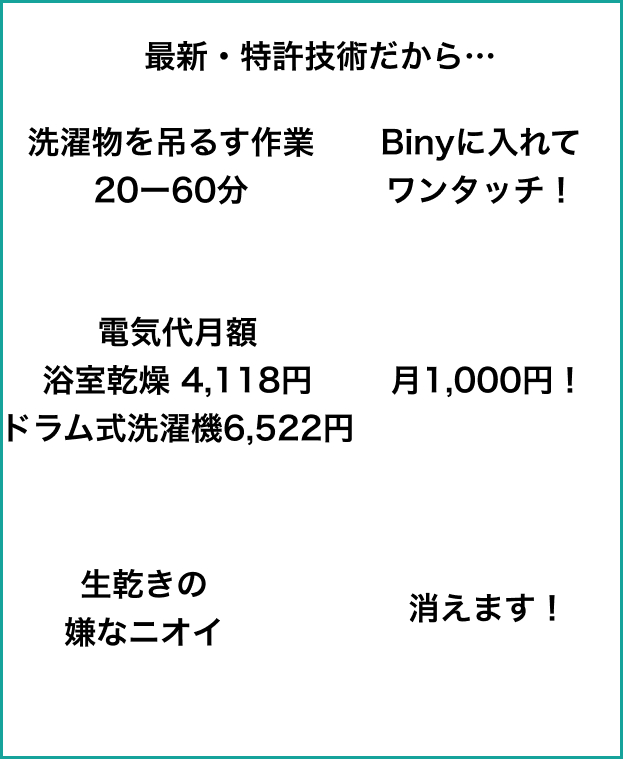 最新・特許技術だから…
洗濯物を吊るす作業
20ー60分
Binyに入れて
ワンタッチ！
電気代月額
浴室乾燥 4,118円
ドラム式洗濯機6,522円
月1,000円！
生乾きの
嫌なニオイ
消えます！